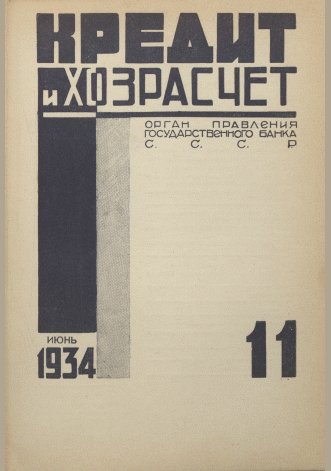 КРЕДИТ
и ХОЗРАСЧЕТ
ОРГАН ПРАВЛЕНИЯ
ГОСУДАРСТВЕННОГО БАНКА
С. С. С. Р
ИЮНЬ
1934
11